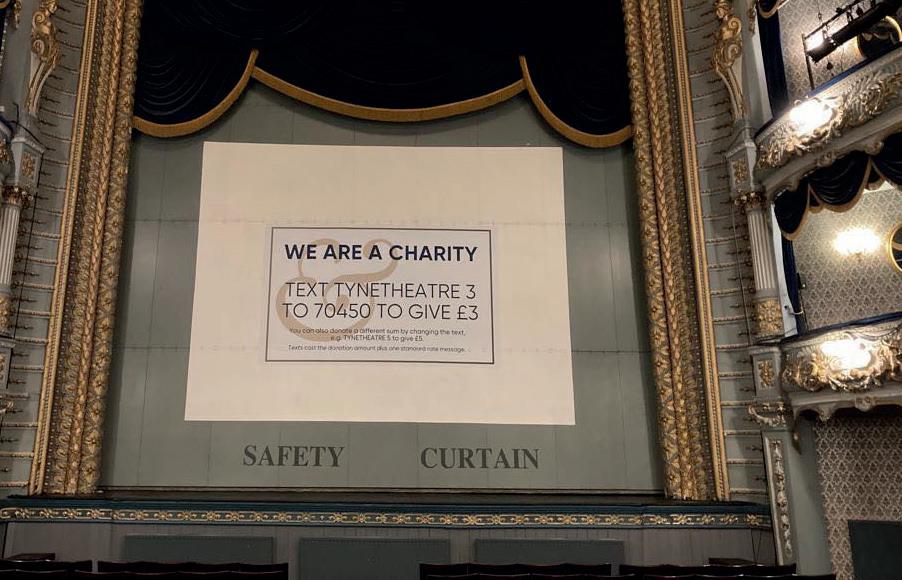 WE ARE A CHARITY
TEXT TYNETHEATRE 3
TO 70450 TO GIVE £3
You can also donate a different sum by changing the text,
e.g. TYNETHEATRE 5 to give £5.
Texts cost the donation amount plus one standard rate message.
SAFETY CURTAIN